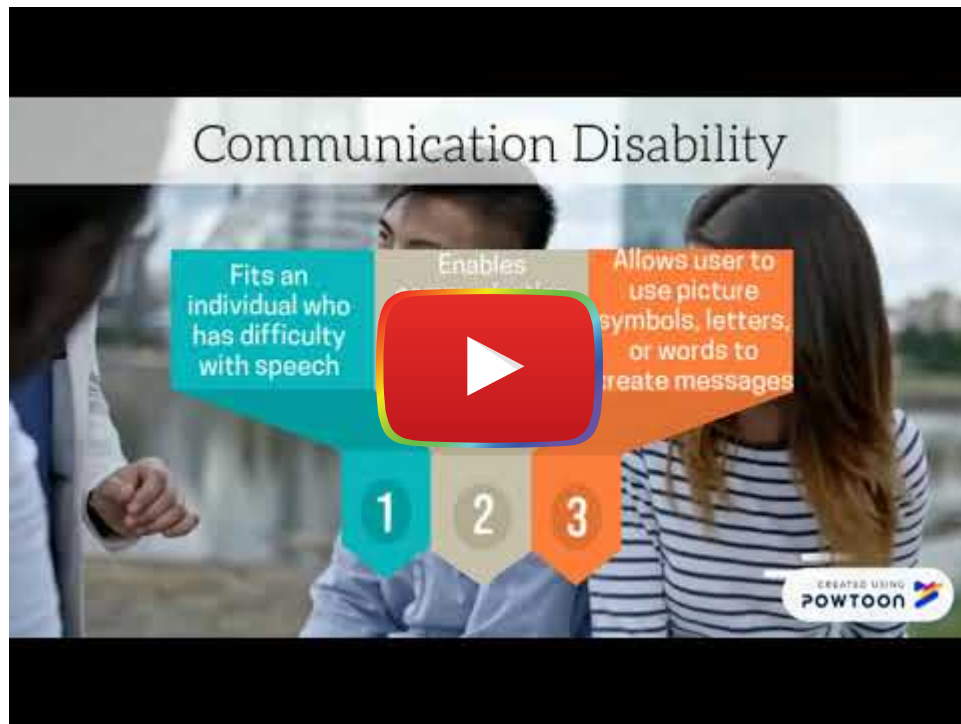 Communication Disability
Fits an
individual who
has difficulty
with speech
Enables
Allows user to
use picture
symbols, letters,
or words to
create messages
1
2
3
CREATED USING
POWTOON